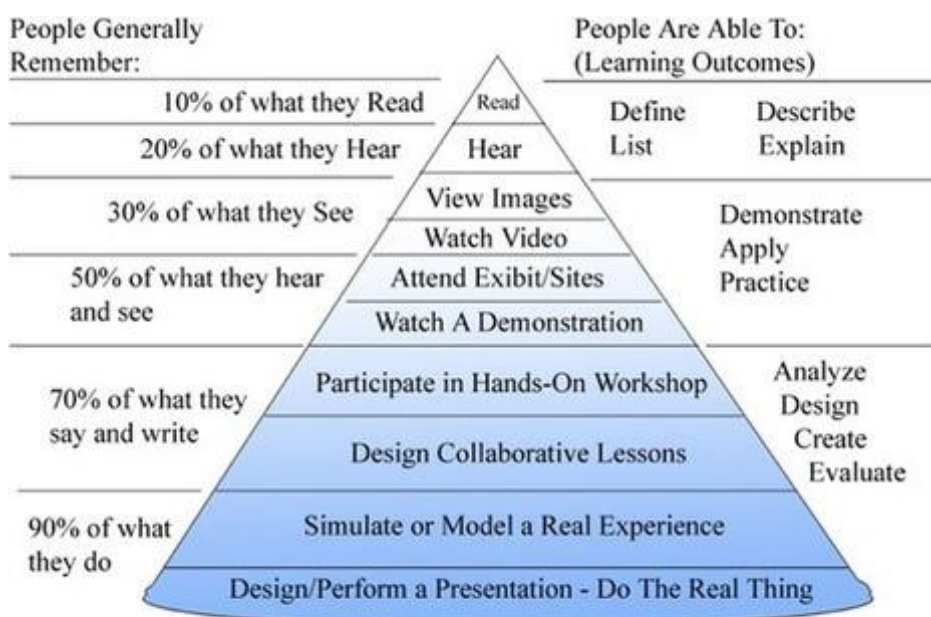 People Generally
Remember:
10% of what they Read
20% of what they Hear
30% of what they See
50% of what they hear
and see
70% of what they
say and write
90% of what
they do
Read
Hear
View Images
Watch Video
Attend Exibit/Sites
Watch A Demonstration
Participate in Hands-On Workshop
Design Collaborative Lessons
Simulate or Model a Real Experience
Design/Perform a Presentation - Do The Real Thing
People Are Able To:
(Learning Outcomes)
Define Describe
List Explain
Demonstrate
Apply
Practice
Analyze
Design
Create
Evaluate